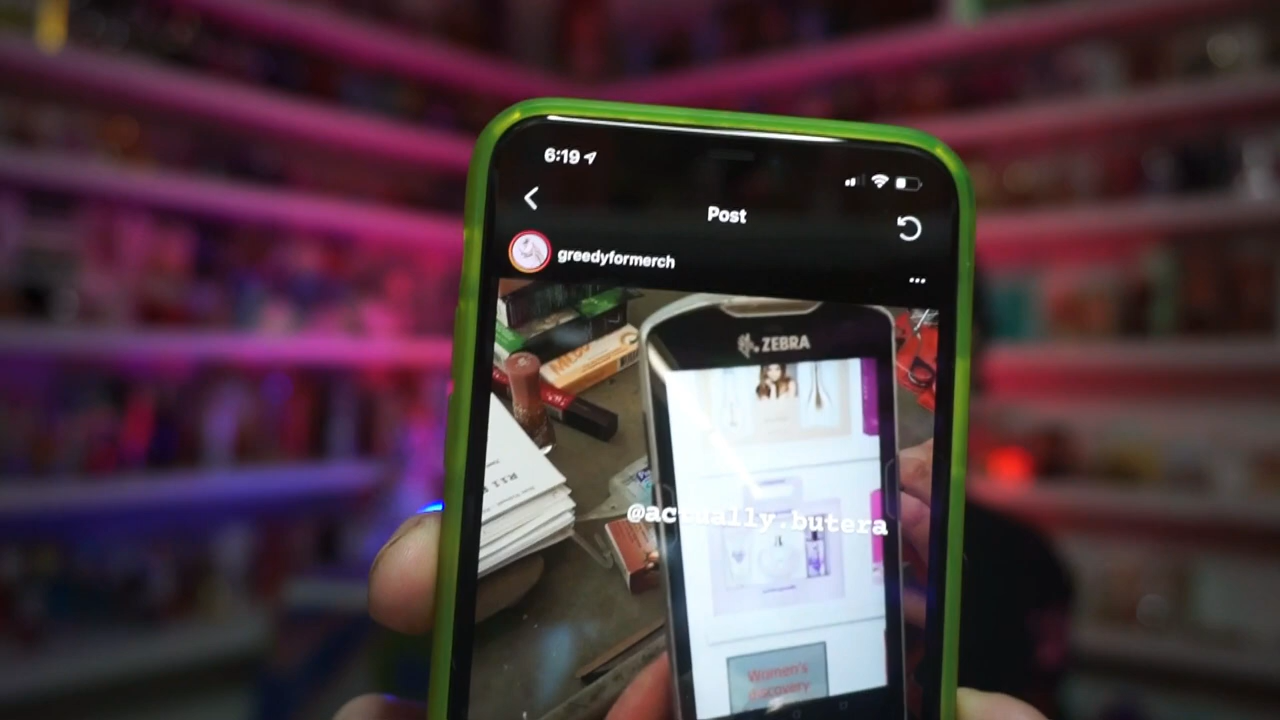 6:19
Post
greedyformerch
ZEBRA
@actually.butera
Women's
discovery